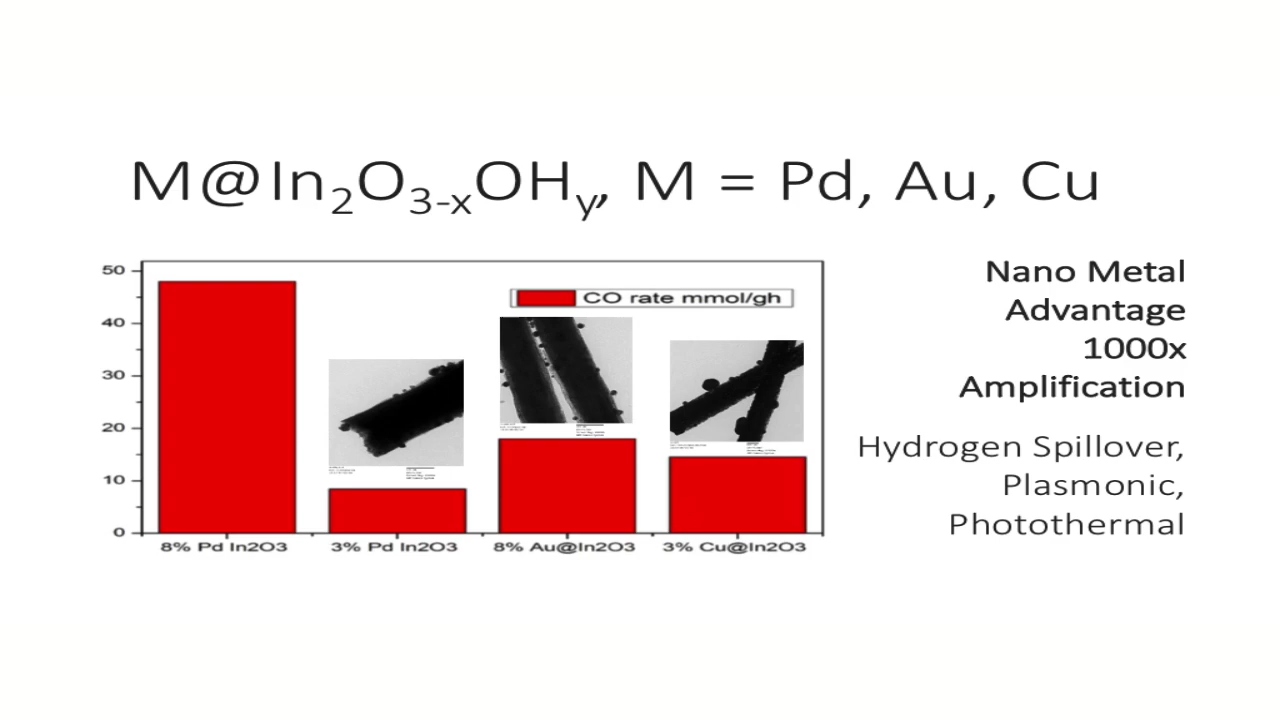 M@In₂O₃₋ₓOHy, M = Pd, Au, Cu
50
40
30
20
10
0
CO rate mmol/gh
8% Pd In2O3
3% Pd In2O3
8% Au@In2O3
3% Cu@In2O3
Nano Metal
Advantage
1000x
Amplification
Hydrogen Spillover,
Plasmonic,
Photothermal